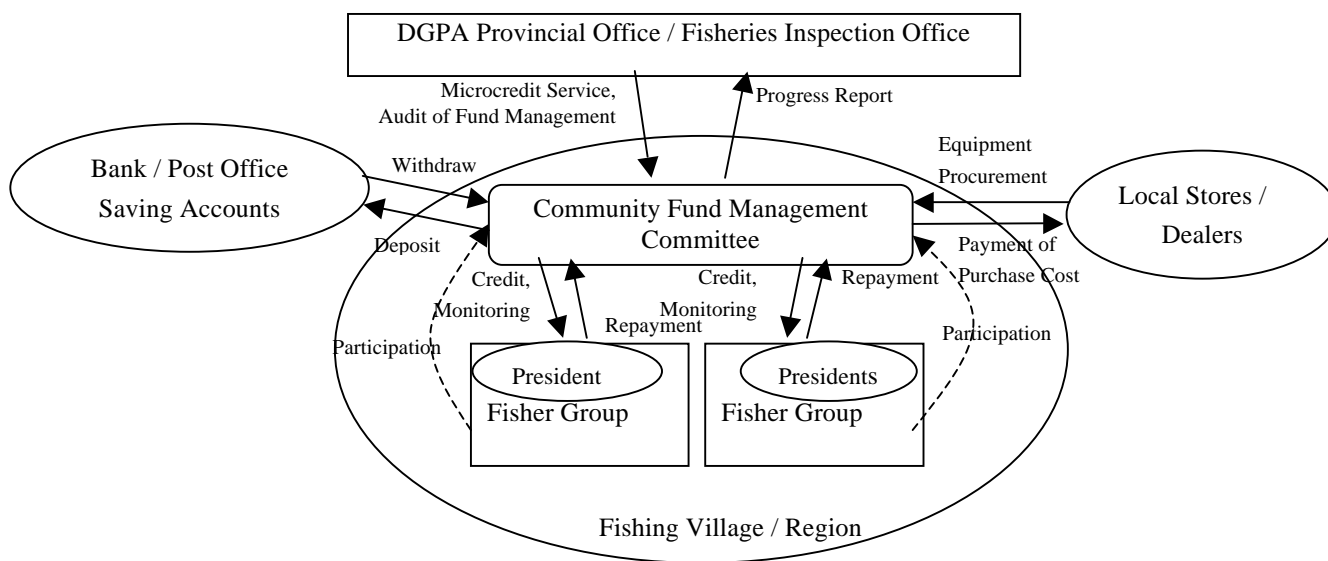 DGPA Provincial Office / Fisheries Inspection Office
Microcredit Service,
Audit of Fund Management
Progress Report
Bank / Post Office
Saving Accounts
Withdraw
Deposit
Equipment
Procurement
Local Stores /
Dealers
Community Fund Management
Committee
Payment of
Purchase Cost
Credit,
Monitoring
Repayment
Credit,
Monitoring
Repayment
Participation
Participation
President
Fisher Group
Presidents
Fisher Group
Fishing Village / Region